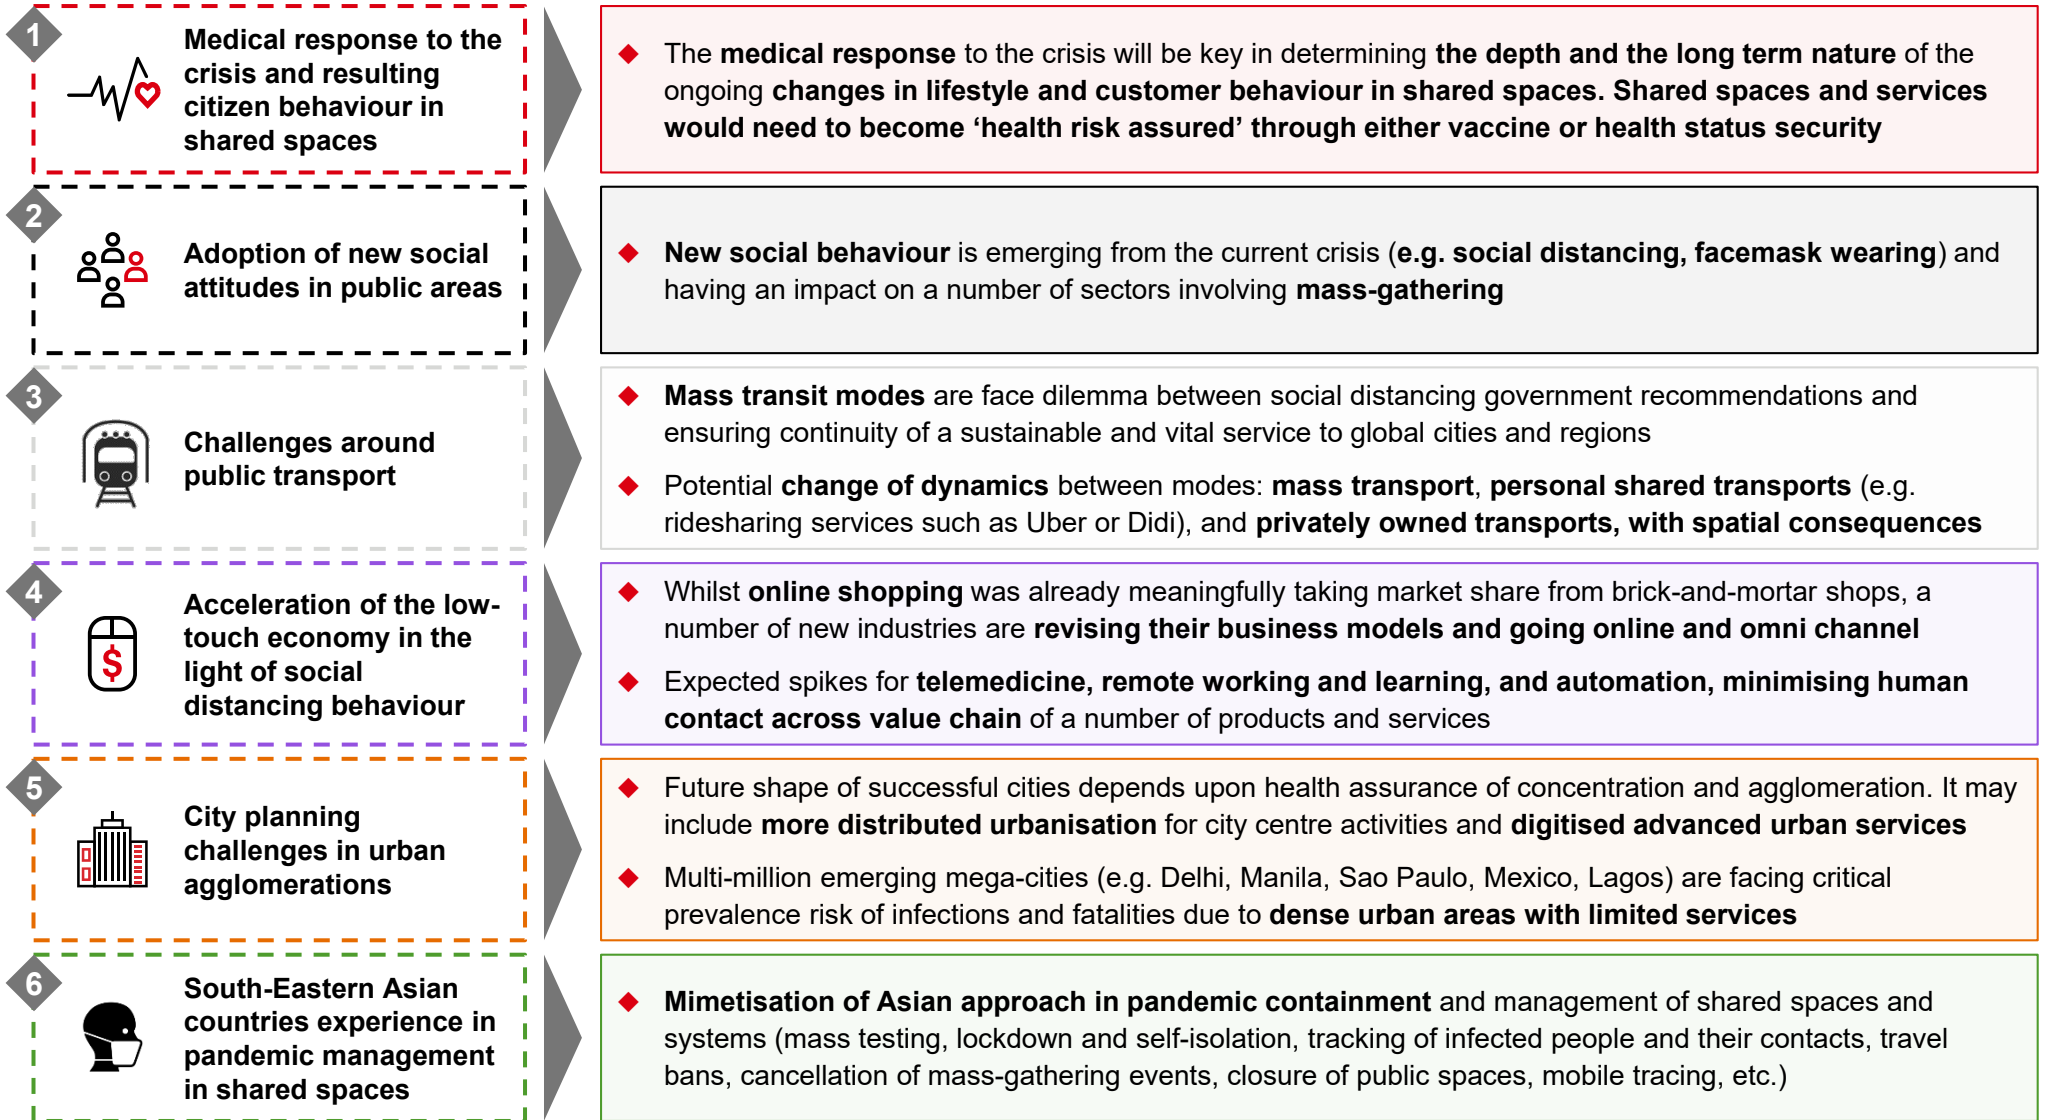 1
Medical response to the
crisis and resulting
citizen behaviour in
shared spaces
◆ The medical response to the crisis will be key in determining the depth and the long term nature of the
ongoing changes in lifestyle and customer behaviour in shared spaces. Shared spaces and services
would need to become ‘health risk assured’ through either vaccine or health status security
2
Adoption of new social
attitudes in public areas
◆ New social behaviour is emerging from the current crisis (e.g. social distancing, facemask wearing) and
having an impact on a number of sectors involving mass-gathering
3
Challenges around
public transport
◆ Mass transit modes are face dilemma between social distancing government recommendations and
ensuring continuity of a sustainable and vital service to global cities and regions
◆ Potential change of dynamics between modes: mass transport, personal shared transports (e.g.
ridesharing services such as Uber or Didi), and privately owned transports, with spatial consequences
4
$
Acceleration of the low-
touch economy in the
light of social
distancing behaviour
◆ Whilst online shopping was already meaningfully taking market share from brick-and-mortar shops, a
number of new industries are revising their business models and going online and omni channel
◆ Expected spikes for telemedicine, remote working and learning, and automation, minimising human
contact across value chain of a number of products and services
5
City planning
challenges in urban
agglomerations
◆ Future shape of successful cities depends upon health assurance of concentration and agglomeration. It may
include more distributed urbanisation for city centre activities and digitised advanced urban services
◆ Multi-million emerging mega-cities (e.g. Delhi, Manila, Sao Paulo, Mexico, Lagos) are facing critical
prevalence risk of infections and fatalities due to dense urban areas with limited services
6
South-Eastern Asian
countries experience in
pandemic management
in shared spaces
◆ Mimetisation of Asian approach in pandemic containment and management of shared spaces and
systems (mass testing, lockdown and self-isolation, tracking of infected people and their contacts, travel
bans, cancellation of mass-gathering events, closure of public spaces, mobile tracing, etc.)